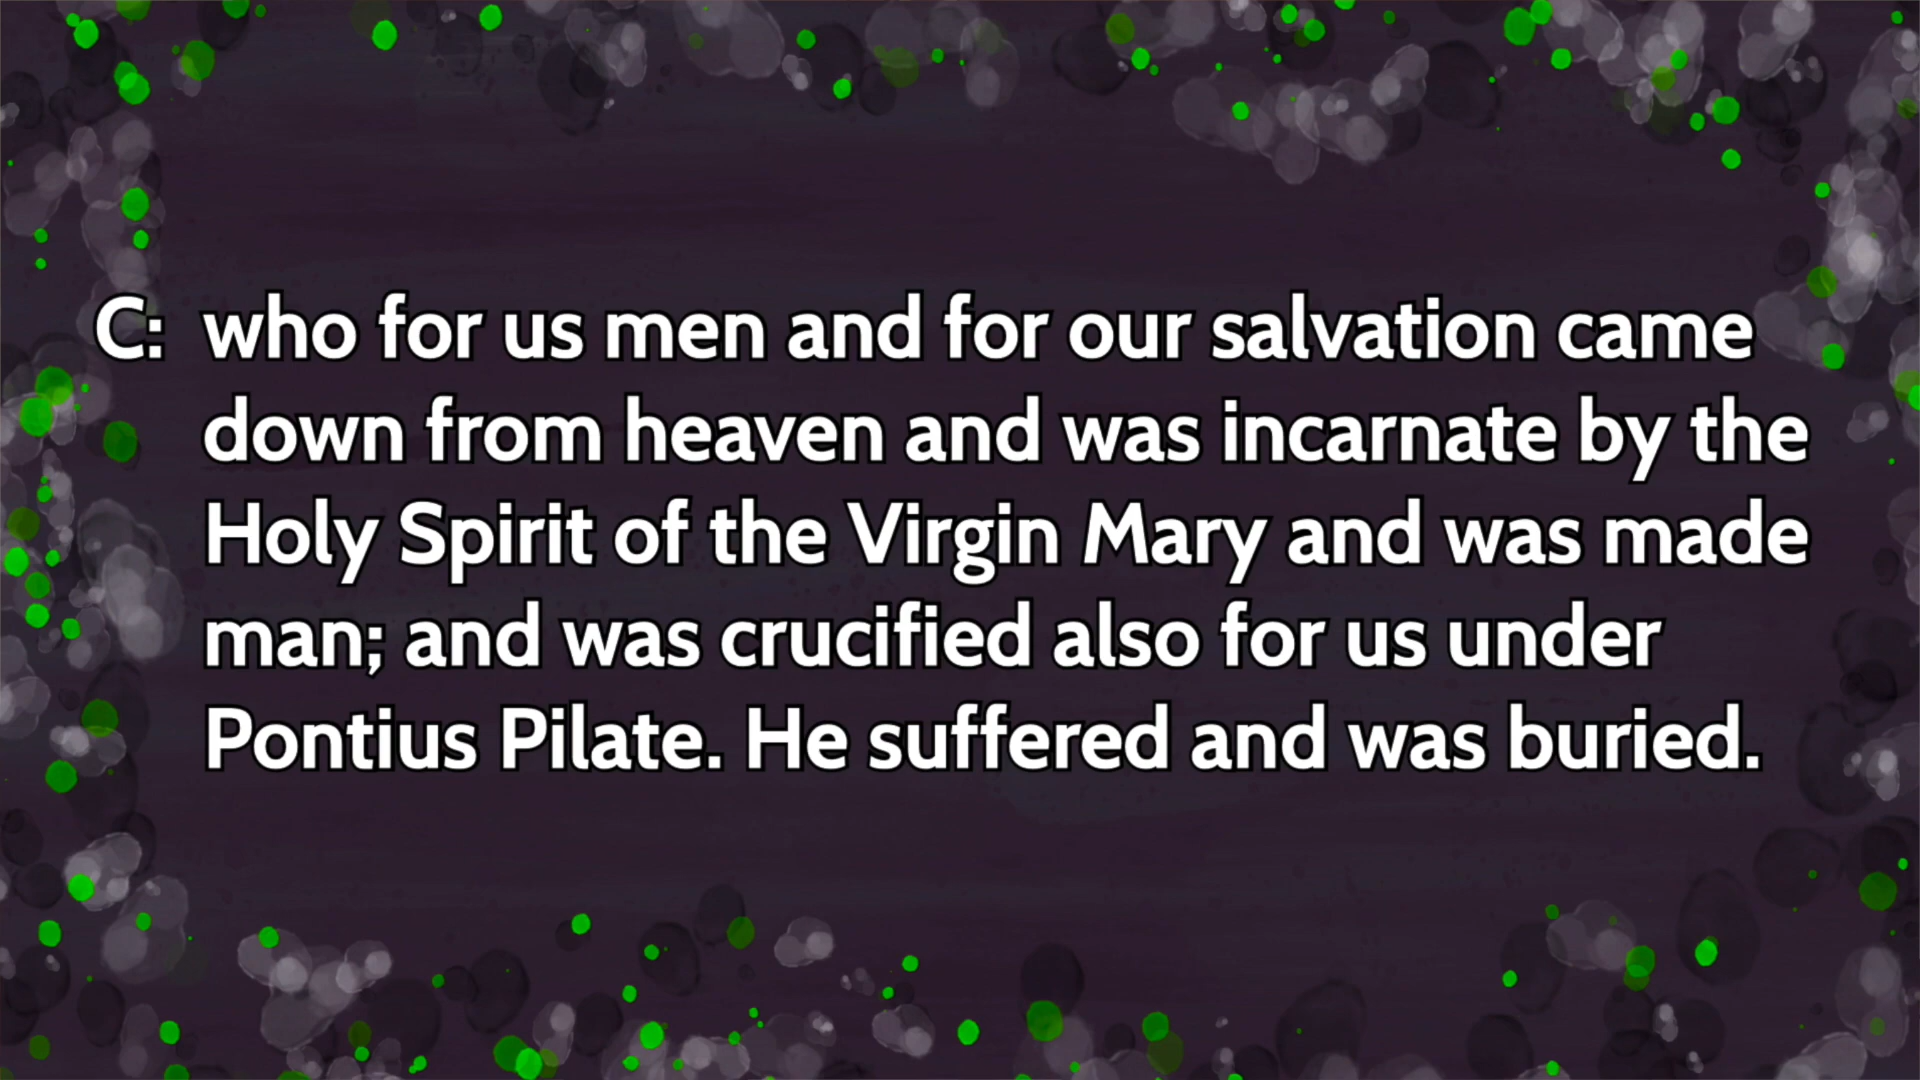 C: who for us men and for our salvation came
down from heaven and was incarnate by the
Holy Spirit of the Virgin Mary and was made
man; and was crucified also for us under
Pontius Pilate. He suffered and was buried.